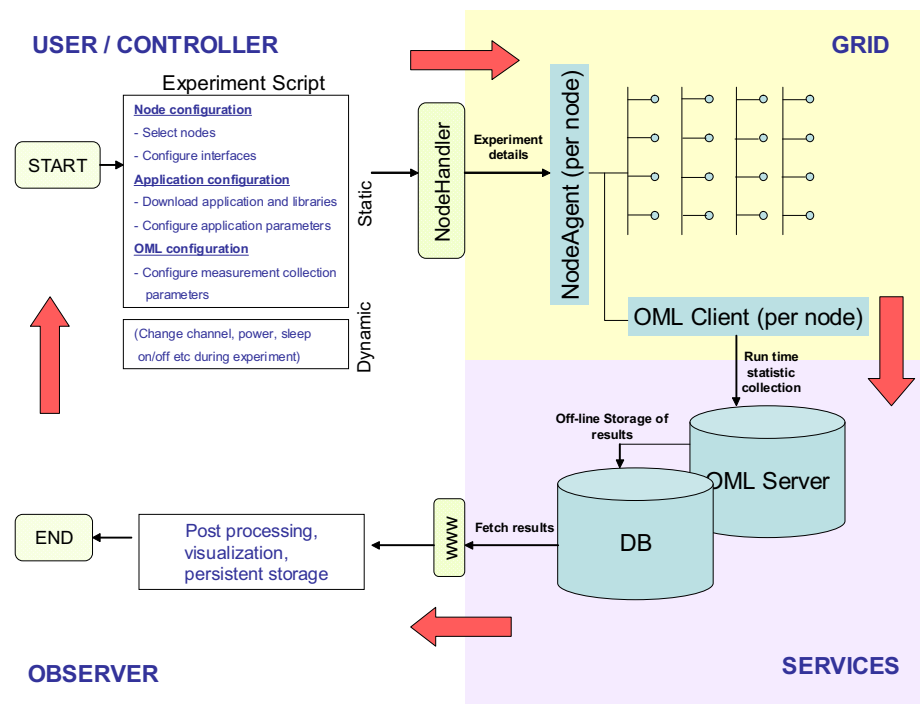 USER / CONTROLLER
GRID
Experiment Script
Node configuration
- Select nodes
- Configure interfaces
Application configuration
- Download application and libraries
- Configure application parameters
OML configuration
- Configure measurement collection
parameters
Static
(Change channel, power, sleep
on/off etc during experiment)
Dynamic
START
NodeHandler
Experiment
details
NodeAgent (per node)
OML Client (per node)
Run time
statistic
collection
Off-line Storage of
results
OML Server
DB
Fetch results
www
Post processing,
visualization,
persistent storage
END
OBSERVER
SERVICES